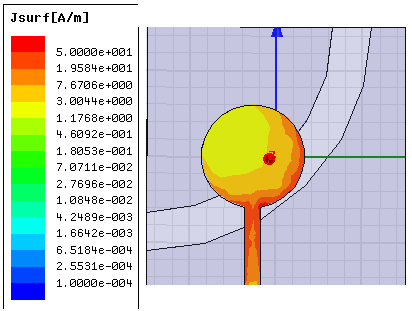 Jsurf[A/m]
5.0000e+001
1.9584e+001
7.6706e+000
3.0044e+000
1.1768e+000
4.6092e-001
1.8053e-001
7.0711e-002
2.7696e-002
1.0848e-002
4.2489e-003
1.6642e-003
6.5184e-004
2.5531e-004
1.0000e-004